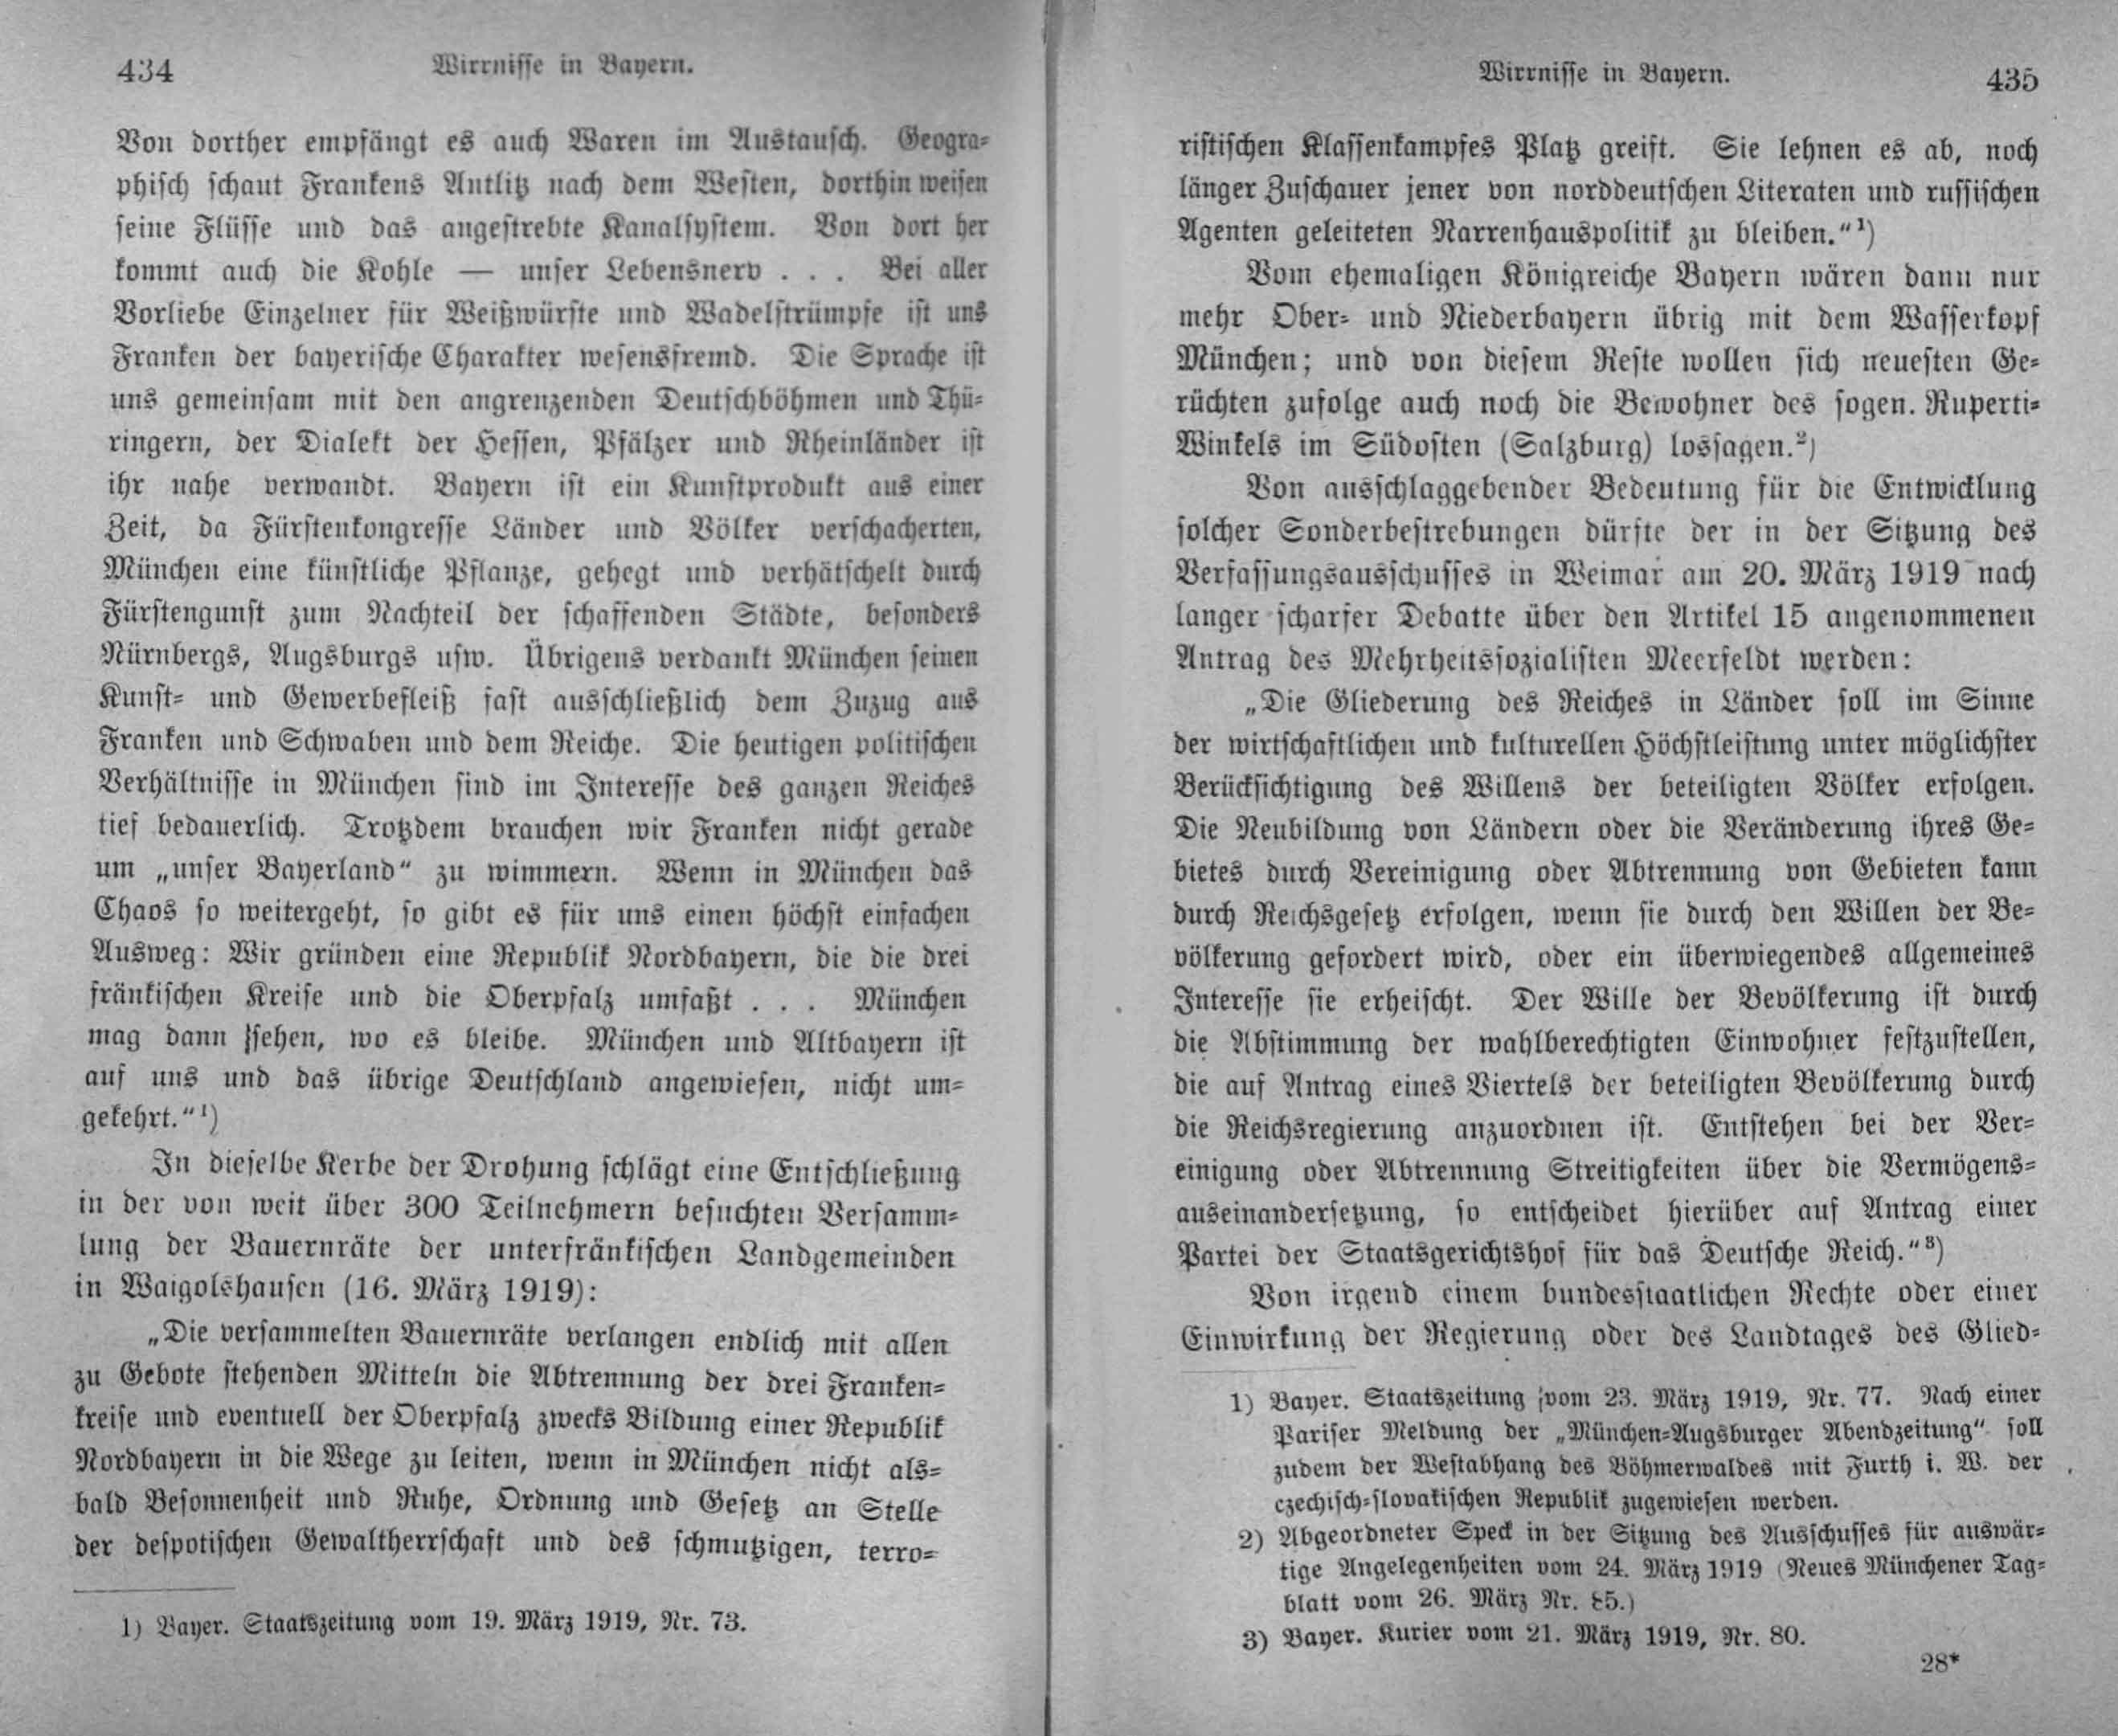 434 Wirrnisse in Bayern.
Von dorther empfängt es auch Waren im Austausch. Geogra-
phisch schaut Frankens Antlitz nach dem Westen, dorthin weisen
seine Flüsse und das angestrebte Kanalsystem. Von dort her
kommt auch die Kohle — unser Lebensnerv . . . Bei aller
Vorliebe Einzelner für Weißwürste und Wadelstrümpfe ist uns
Franken der bayerische Charakter wesensfremd. Die Sprache ist
uns gemeinsam mit den angrenzenden Deutschböhmen und Thü-
ringern, der Dialekt der Hessen, Pfälzer und Rheinländer ist
ihr nahe verwandt. Bayern ist ein Kunstprodukt aus einer
Zeit, da Fürstenkongresse Länder und Völker verschacherten,
München eine künstliche Pflanze, gehegt und verhätschelt durch
Fürstengunst zum Nachteil der schaffenden Städte, besonders
Nürnbergs, Augsburgs usw. Übrigens verdankt München seinen
Kunst- und Gewerbefleiß fast ausschließlich dem Zuzug aus
Franken und Schwaben und dem Reiche. Die heutigen politischen
Verhältnisse in München sind im Interesse des ganzen Reiches
tief bedauerlich. Trotzdem brauchen wir Franken nicht gerade
um „unser Bayerland“ zu wimmern. Wenn in München das
Chaos so weitergeht, so gibt es für uns einen höchst einfachen
Ausweg: Wir gründen eine Republik Nordbayern, die die drei
fränkischen Kreise und die Oberpfalz umfaßt . . . München
mag dann sehen, wo es bleibe. München und Altbayern ist
auf uns und das übrige Deutschland angewiesen, nicht um-
gekehrt.“¹)
In dieselbe Kerbe der Drohung schlägt eine Entschließung
in der von weit über 300 Teilnehmern besuchten Versamm-
lung der Bauernräte der unterfränkischen Landgemeinden
in Waigolshausen (16. März 1919):
„Die versammelten Bauernräte verlangen endlich mit allen
zu Gebote stehenden Mitteln die Abtrennung der drei Franken-
kreise und eventuell der Oberpfalz zwecks Bildung einer Republik
Nordbayern in die Wege zu leiten, wenn in München nicht als-
bald Besonnenheit und Ruhe, Ordnung und Gesetz an Stelle
der despotischen Gewaltherrschaft und des schmutzigen, terro-
1) Bayer. Staatszeitung vom 19. März 1919, Nr. 73.
Wirrnisse in Bayern. 435
ristischen Klassenkampfes Platz greift. Sie lehnen es ab, noch
länger Zuschauer jener von norddeutschen Literaten und russischen
Agenten geleiteten Narrenhauspolitik zu bleiben.“¹)
Vom ehemaligen Königreiche Bayern wären dann nur
mehr Ober- und Niederbayern übrig mit dem Wasserkopf
München; und von diesem Reste wollen sich neuesten Ge-
rüchten zufolge auch noch die Bewohner des sogen. Ruperti-
Winkels im Südosten (Salzburg) lossagen.²)
Von ausschlaggebender Bedeutung für die Entwicklung
solcher Sonderbestrebungen dürfte der in der Sitzung des
Verfassungsausschusses in Weimar am 20. März 1919 nach
langer scharfer Debatte über den Artikel 15 angenommenen
Antrag des Mehrheitssozialisten Meerfeldt werden:
„Die Gliederung des Reiches in Länder soll im Sinne
der wirtschaftlichen und kulturellen Höchstleistung unter möglichster
Berücksichtigung des Willens der beteiligten Völker erfolgen.
Die Neubildung von Ländern oder die Veränderung ihres Ge-
bietes durch Vereinigung oder Abtrennung von Gebieten kann
durch Reichsgesetz erfolgen, wenn sie durch den Willen der Be-
völkerung gefordert wird, oder ein überwiegendes allgemeines
Interesse sie erheischt. Der Wille der Bevölkerung ist durch
die Abstimmung der wahlberechtigten Einwohner festzustellen,
die auf Antrag eines Viertels der beteiligten Bevölkerung durch
die Reichsregierung anzuordnen ist. Entstehen bei der Ver-
einigung oder Abtrennung Streitigkeiten über die Vermögens-
auseinandersetzung, so entscheidet hierüber auf Antrag einer
Partei der Staatsgerichtshof für das Deutsche Reich.“³)
Von irgend einem bundesstaatlichen Rechte oder einer
Einwirkung der Regierung oder des Landtages des Glied-
1) Bayer. Staatszeitung vom 23. März 1919, Nr. 77. Nach einer
Pariser Meldung der „München-Augsburger Abendzeitung“ soll
zudem der Westabhang des Böhmerwaldes mit Furth i. W. der
czechisch-slovakischen Republik zugewiesen werden.
2) Abgeordneter Speck in der Sitzung des Ausschusses für auswär-
tige Angelegenheiten vom 24. März 1919 (Neues Münchener Tag-
blatt vom 26. März Nr. 85.)
3) Bayer. Kurier vom 21. März 1919, Nr. 80.
28*